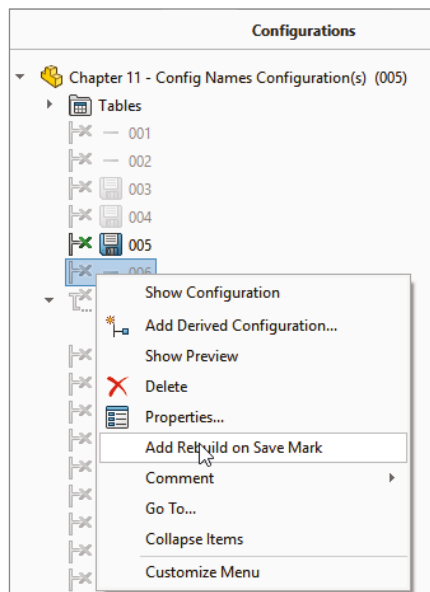 Configurations
Chapter 11 - Config Names Configuration(s) (005)
Tables
001
002
003
004
005
006
Show Configuration
Add Derived Configuration...
Show Preview
Delete
Properties...
Add Rebuild on Save Mark
Comment
Go To...
Collapse Items
Customize Menu